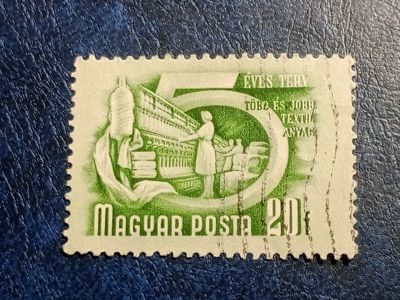 5
ÉVES TERV
TÖBB ÉS JOBB
TEXTIL
ANYAG
MAGYAR POSTA 20f